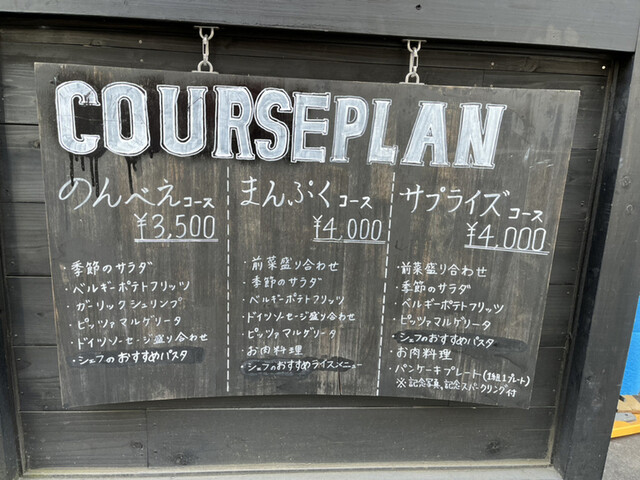 COURSEPLAN
のんべえコース
¥3,500
・季節のサラダ
・ベルギーポテトフリッツ
・ガーリックシュリンプ
・ピッツァマルゲリータ
・ドイツソーセージ盛り合わせ
・シェフのおすすめパスタ
まんぷくコース
¥4,000
・前菜盛り合わせ
・季節のサラダ
・ベルギーポテトフリッツ
・ドイツソーセージ盛り合わせ
・ピッツァマルゲリータ
・お肉料理
・シェフのおすすめライスメニュー
サプライズコース
¥4,000
・前菜盛り合わせ
・季節のサラダ
・ベルギーポテトフリッツ
・ピッツァマルゲリータ
・シェフのおすすめパスタ
・お肉料理
・パンケーキプレート(1組1プレート)
※記念写真、記念スパークリング付